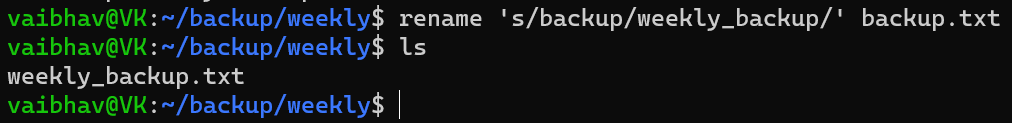 vaibhav@VK:~/backup/weekly$ rename 's/backup/weekly_backup/' backup.txt
vaibhav@VK:~/backup/weekly$ ls
weekly_backup.txt
vaibhav@VK:~/backup/weekly$